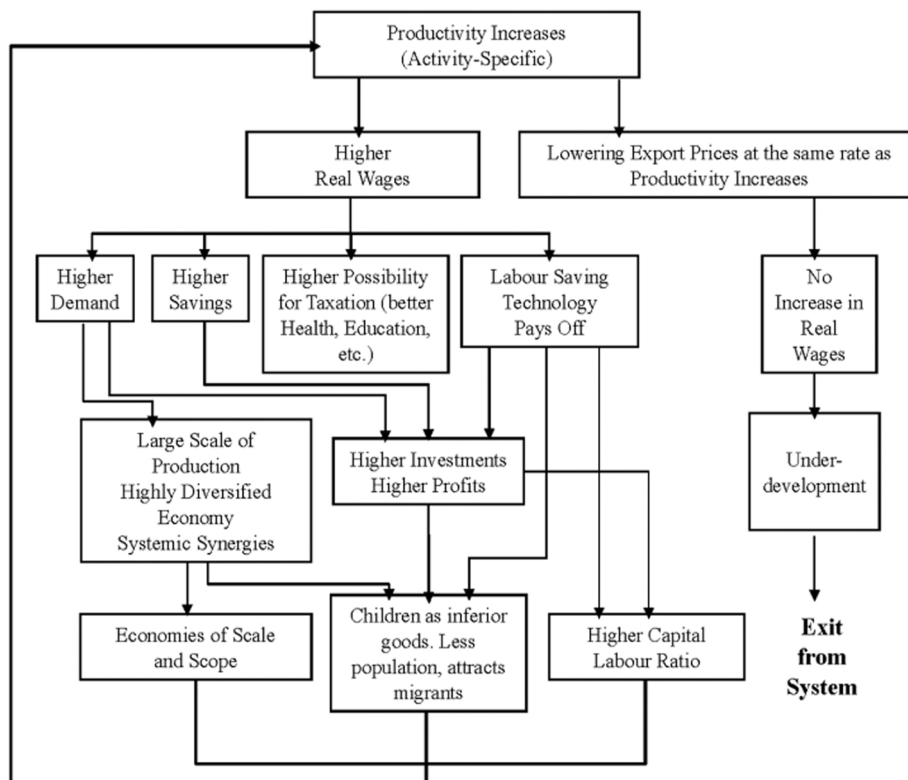 Productivity Increases
(Activity-Specific)
Higher
Real Wages
Lowering Export Prices at the same rate as
Productivity Increases
Higher
Demand
Higher
Savings
Higher Possibility
for Taxation (better
Health, Education,
etc.)
Labour Saving
Technology
Pays Off
No
Increase in
Real
Wages
Large Scale of
Production
Highly Diversified
Economy
Systemic Synergies
Higher Investments
Higher Profits
Under-
development
Economies of Scale
and Scope
Children as inferior
goods. Less
population, attracts
migrants
Higher Capital
Labour Ratio
Exit
from
System